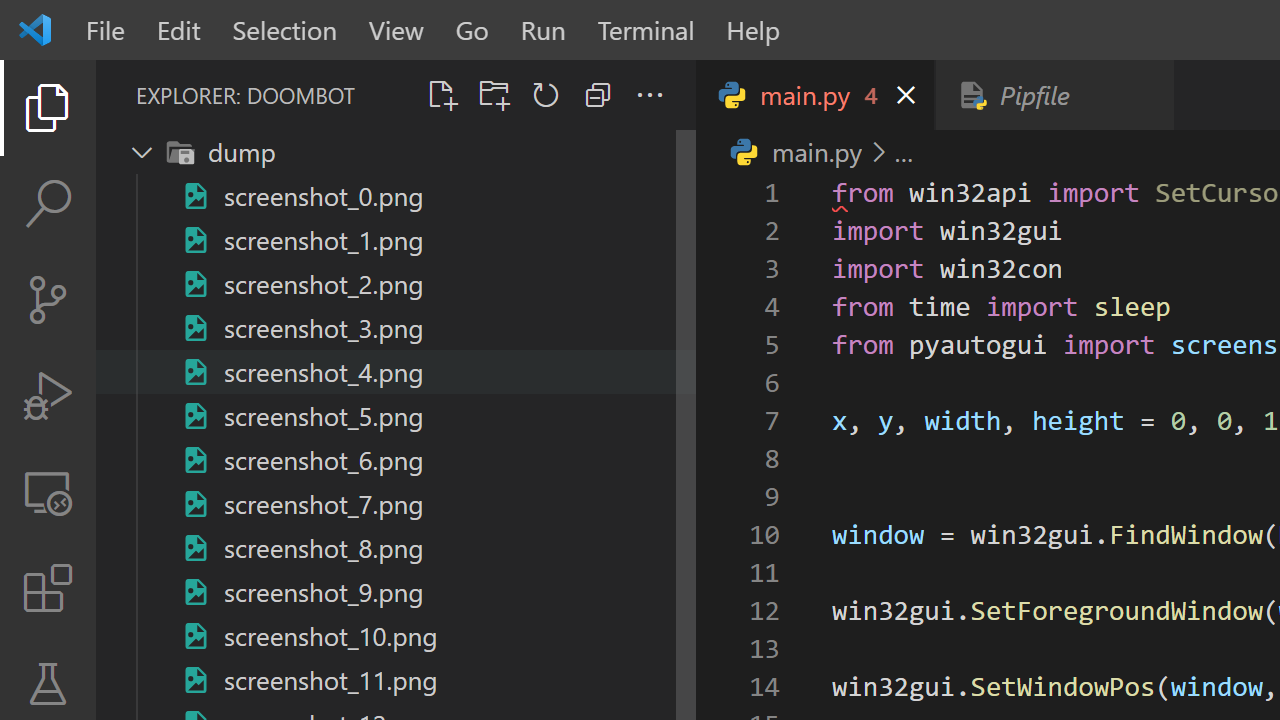 File Edit Selection View Go Run Terminal Help
EXPLORER: DOOMBOT
main.py 4
Pipfile
dump
screenshot_0.png
screenshot_1.png
screenshot_2.png
screenshot_3.png
screenshot_4.png
screenshot_5.png
screenshot_6.png
screenshot_7.png
screenshot_8.png
screenshot_9.png
screenshot_10.png
screenshot_11.png
main.py > ...
1 from win32api import SetCurso
2 import win32gui
3 import win32con
4 from time import sleep
5 from pyautogui import screens
6
7 x, y, width, height = 0, 0, 1
8
9
10 window = win32gui.FindWindow(
11
12 win32gui.SetForegroundWindow(
13
14 win32gui.SetWindowPos(window,